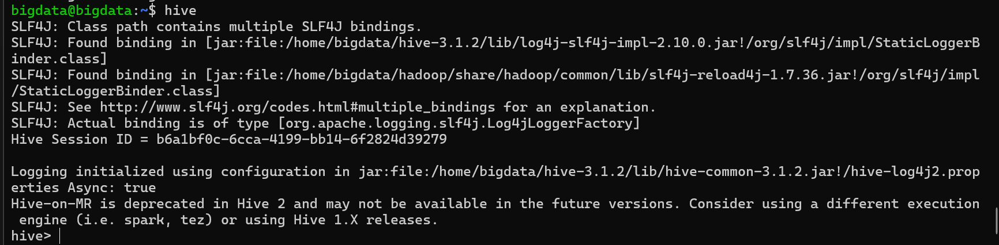 bigdata@bigdata:~$ hive
SLF4J: Class path contains multiple SLF4J bindings.
SLF4J: Found binding in [jar:file:/home/bigdata/hive-3.1.2/lib/log4j-slf4j-impl-2.10.0.jar!/org/slf4j/impl/StaticLoggerB
inder.class]
SLF4J: Found binding in [jar:file:/home/bigdata/hadoop/share/hadoop/common/lib/slf4j-reload4j-1.7.36.jar!/org/slf4j/impl
/StaticLoggerBinder.class]
SLF4J: See http://www.slf4j.org/codes.html#multiple_bindings for an explanation.
SLF4J: Actual binding is of type [org.apache.logging.slf4j.Log4jLoggerFactory]
Hive Session ID = b6a1bf0c-6cca-4199-bb14-6f2824d39279
Logging initialized using configuration in jar:file:/home/bigdata/hive-3.1.2/lib/hive-common-3.1.2.jar!/hive-log4j2.prop
erties Async: true
Hive-on-MR is deprecated in Hive 2 and may not be available in the future versions. Consider using a different execution
 engine (i.e. spark, tez) or using Hive 1.X releases.
hive>